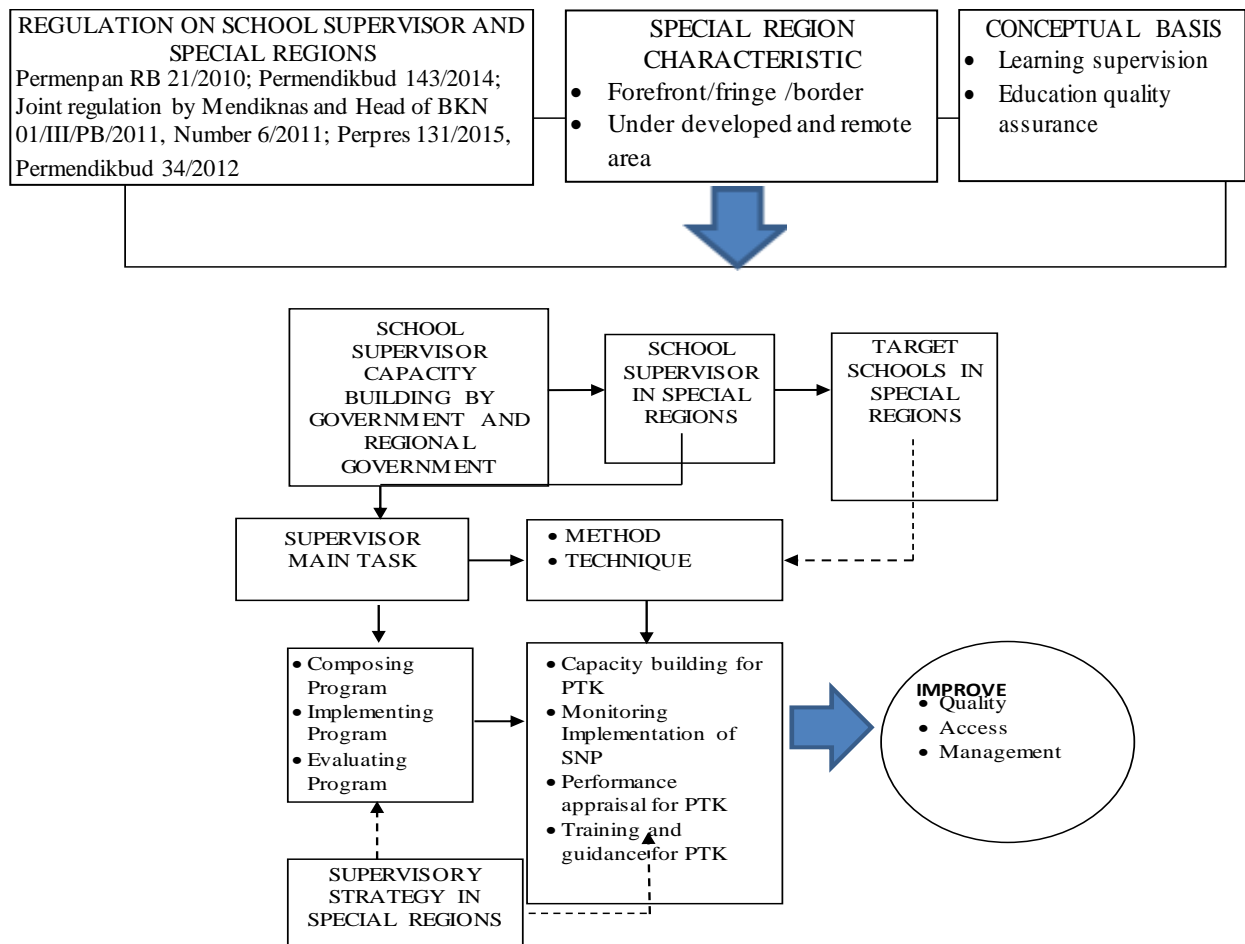 REGULATION ON SCHOOL SUPERVISOR AND
SPECIAL REGIONS
Permenpan RB 21/2010; Permendikbud 143/2014;
Joint regulation by Mendiknas and Head of BKN
01/III/PB/2011, Number 6/2011; Perpres 131/2015,
Permendikbud 34/2012
SPECIAL REGION
CHARACTERISTIC
• Forefront/fringe /border
• Under developed and remote
area
CONCEPTUAL BASIS
• Learning supervision
• Education quality
assurance
SCHOOL
SUPERVISOR
CAPACITY
BUILDING BY
GOVERNMENT AND
REGIONAL
GOVERNMENT
SCHOOL
SUPERVISOR
IN SPECIAL
REGIONS
TARGET
SCHOOLS IN
SPECIAL
REGIONS
SUPERVISOR
MAIN TASK
• METHOD
• TECHNIQUE
• Composing
Program
• Implementing
Program
• Evaluating
Program
• Capacity building for
PTK
• Monitoring
Implementation of
SNP
• Performance
appraisal for PTK
• Training and
guidance for PTK
IMPROVE
• Quality
• Access
• Management
SUPERVISORY
STRATEGY IN
SPECIAL REGIONS